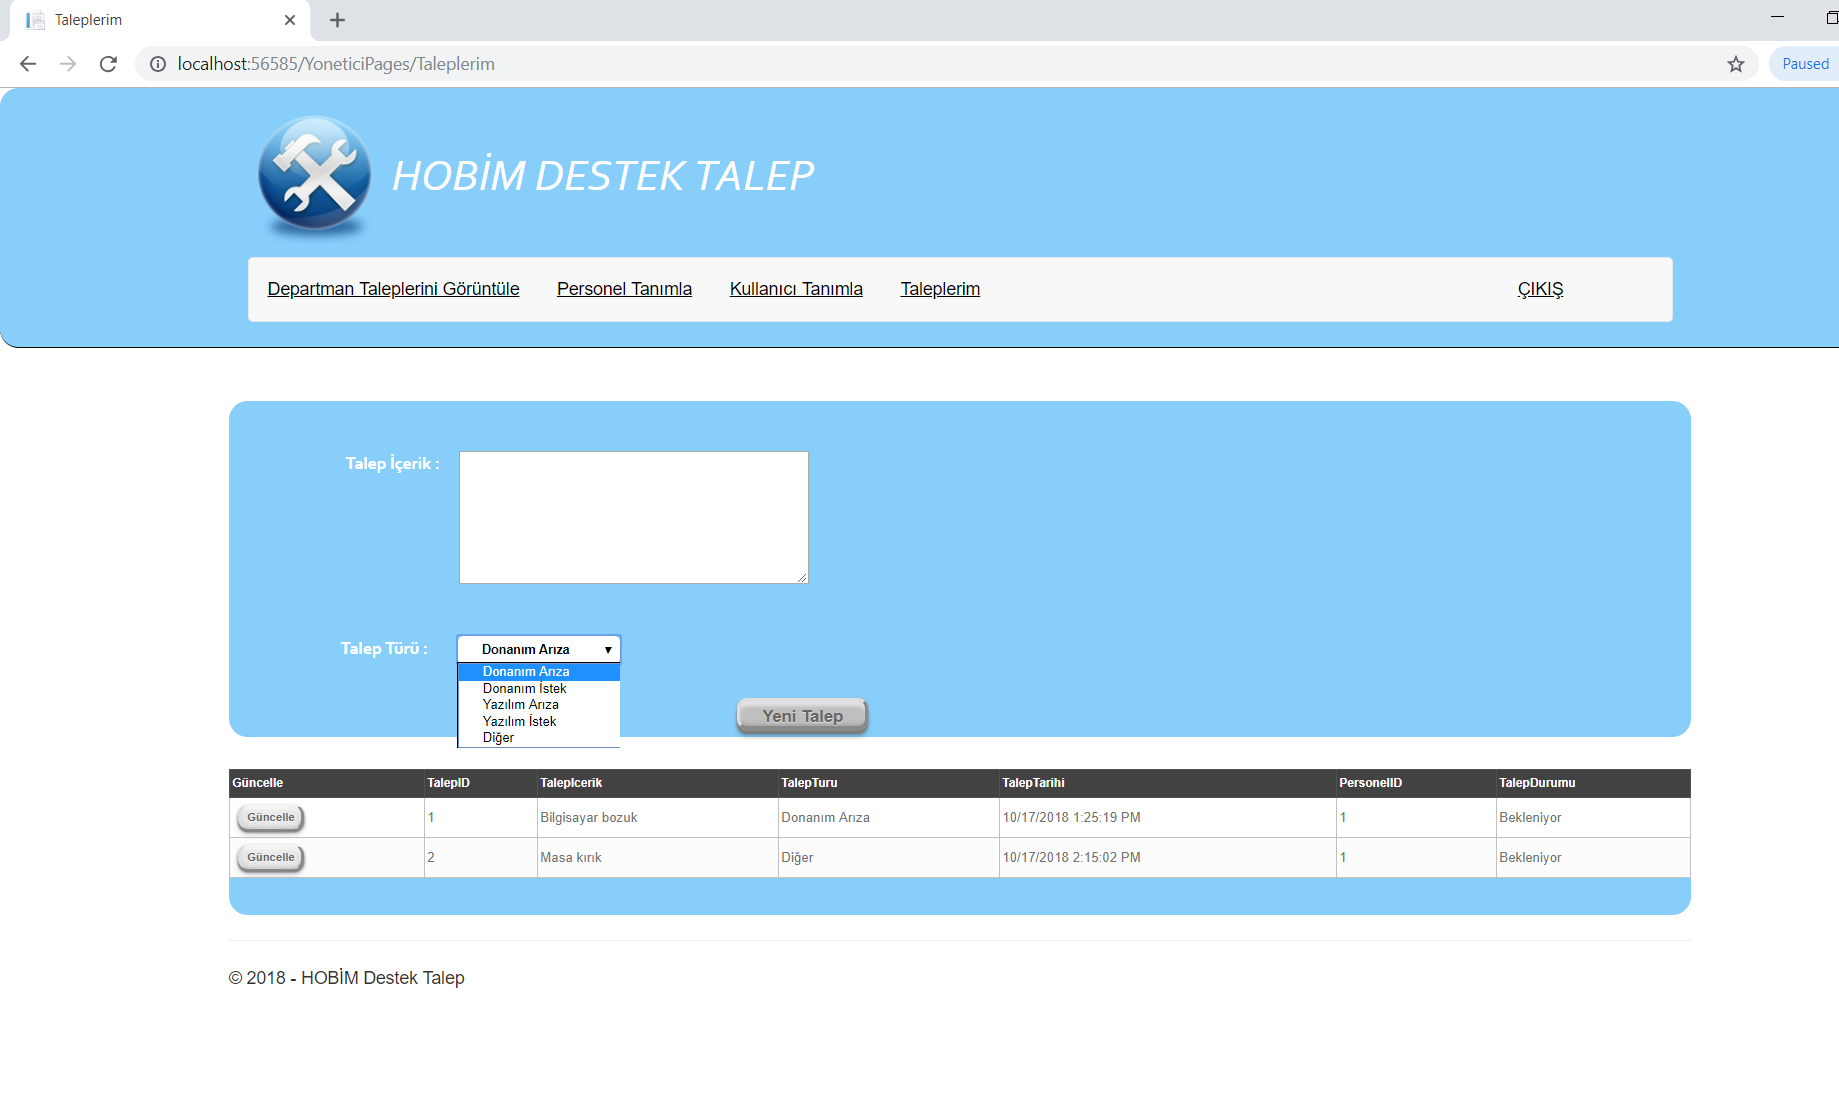 Taleplerim
localhost:56585/YoneticiPages/Taleplerim
Paused
HOBİM DESTEK TALEP
Departman Taleplerini Görüntüle Personel Tanımla Kullanıcı Tanımla Taleplerim ÇIKIŞ
Talep İçerik :
Talep Türü : Donanım Arıza
Donanım Arıza
Donanım İstek
Yazılım Arıza
Yazılım İstek
Diğer
Yeni Talep
Güncelle TalepID TalepIcerik TalepTuru TalepTarihi PersonelID TalepDurumu
Güncelle 1 Bilgisayar bozuk Donanım Arıza 10/17/2018 1:25:19 PM 1 Bekleniyor
Güncelle 2 Masa kırık Diğer 10/17/2018 2:15:02 PM 1 Bekleniyor
© 2018 - HOBİM Destek Talep